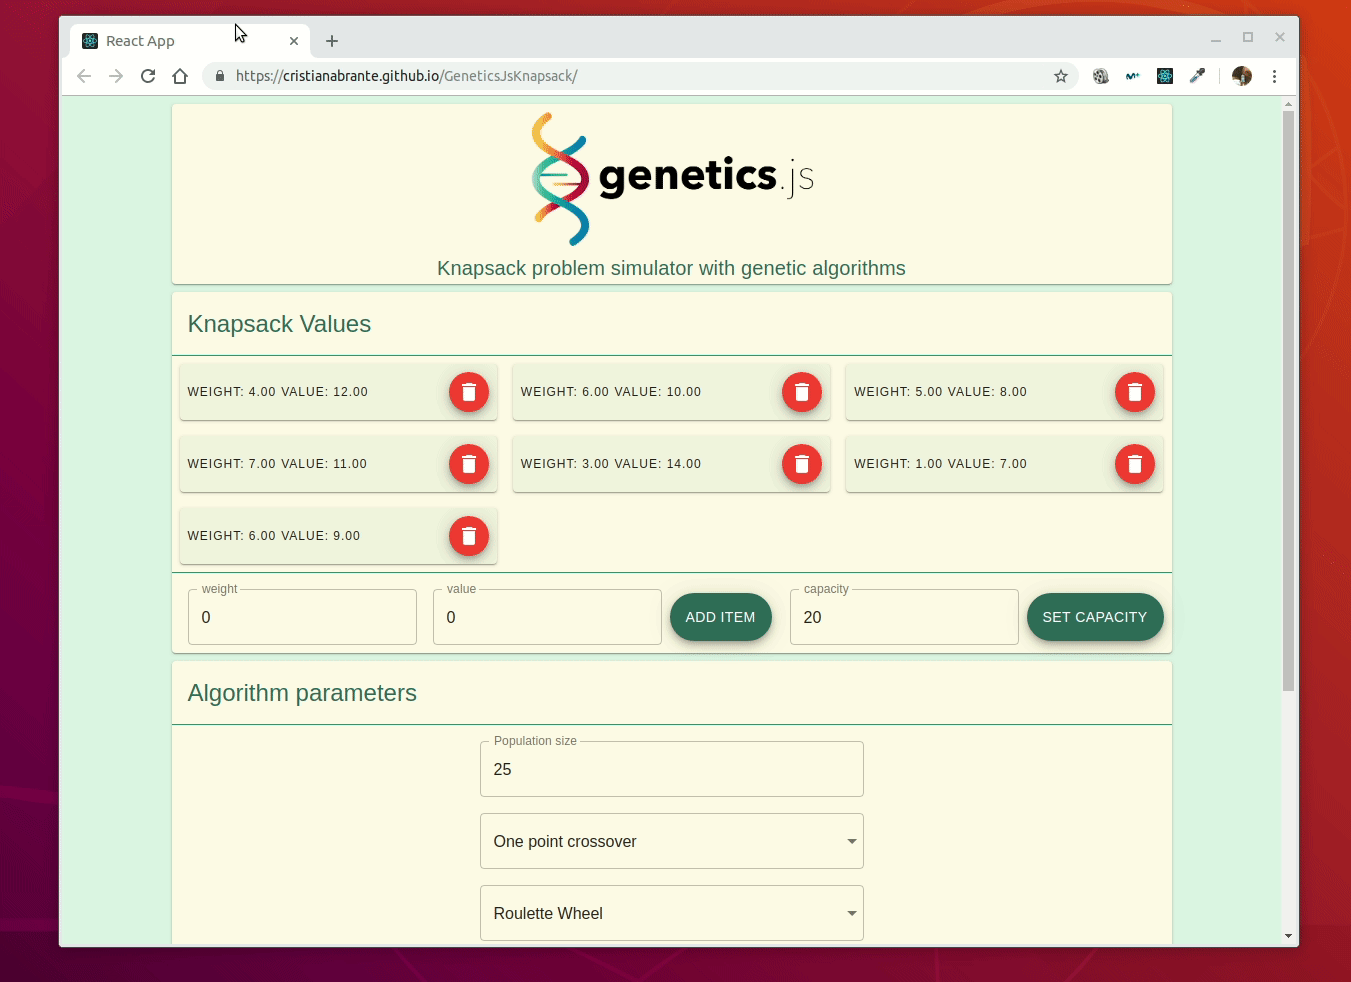 React App
https://cristianabrante.github.io/GeneticsJsKnapsack/
genetics.js
Knapsack problem simulator with genetic algorithms
Knapsack Values
WEIGHT: 4.00 VALUE: 12.00
WEIGHT: 6.00 VALUE: 10.00
WEIGHT: 5.00 VALUE: 8.00
WEIGHT: 7.00 VALUE: 11.00
WEIGHT: 3.00 VALUE: 14.00
WEIGHT: 1.00 VALUE: 7.00
WEIGHT: 6.00 VALUE: 9.00
weight
0
value
0
ADD ITEM
capacity
20
SET CAPACITY
Algorithm parameters
Population size
25
One point crossover
Roulette Wheel